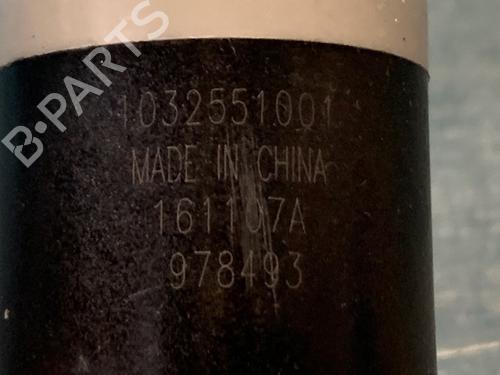 B-PARTS
1032551001
MADE IN CHINA
161107A
978493